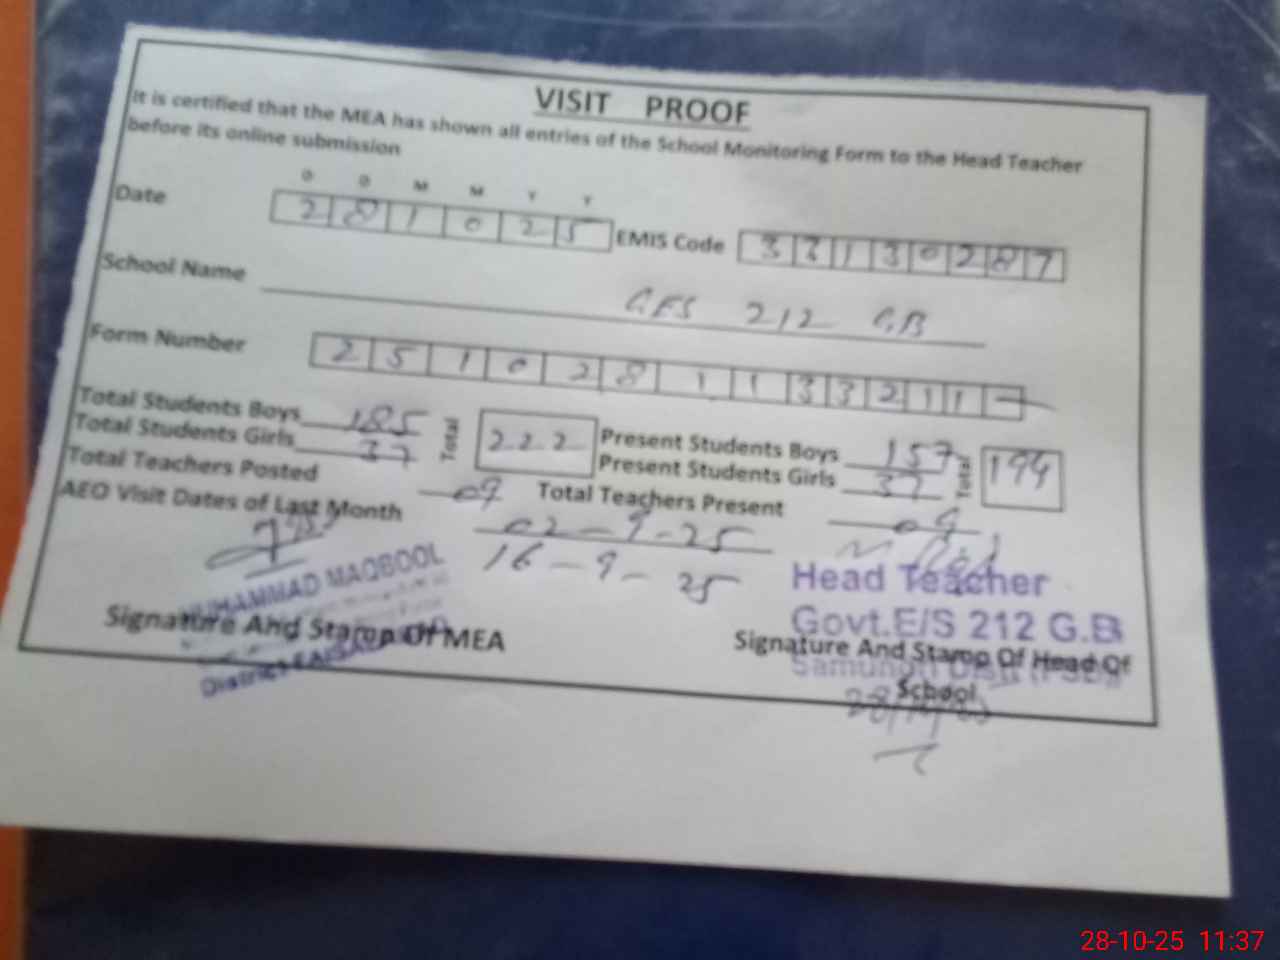 VISIT PROOF
It is certified that the MEA has shown all entries of the School Monitoring Form to the Head Teacher
before its online submission
D D M M Y Y
Date 2 8 1 0 2 5 EMIS Code 3 3 1 3 0 2 8 7
School Name GES 212 GB
Form Number 2 5 1 0 2 8 1 1 3 3 2 1 1
Total Students Boys 185 Total 222 Present Students Boys 157 Total 194
Total Students Girls 37 Present Students Girls 37
Total Teachers Posted 09 Total Teachers Present 09
AEO Visit Dates of Last Month 02-9-25
16-9-25
MUHAMMAD MAQBOOL
District
Signature And Stamp Of MEA
Head Teacher
Govt.E/S 212 G.B
Signature And Stamp Of Head Of
School
28-10-25 11:37